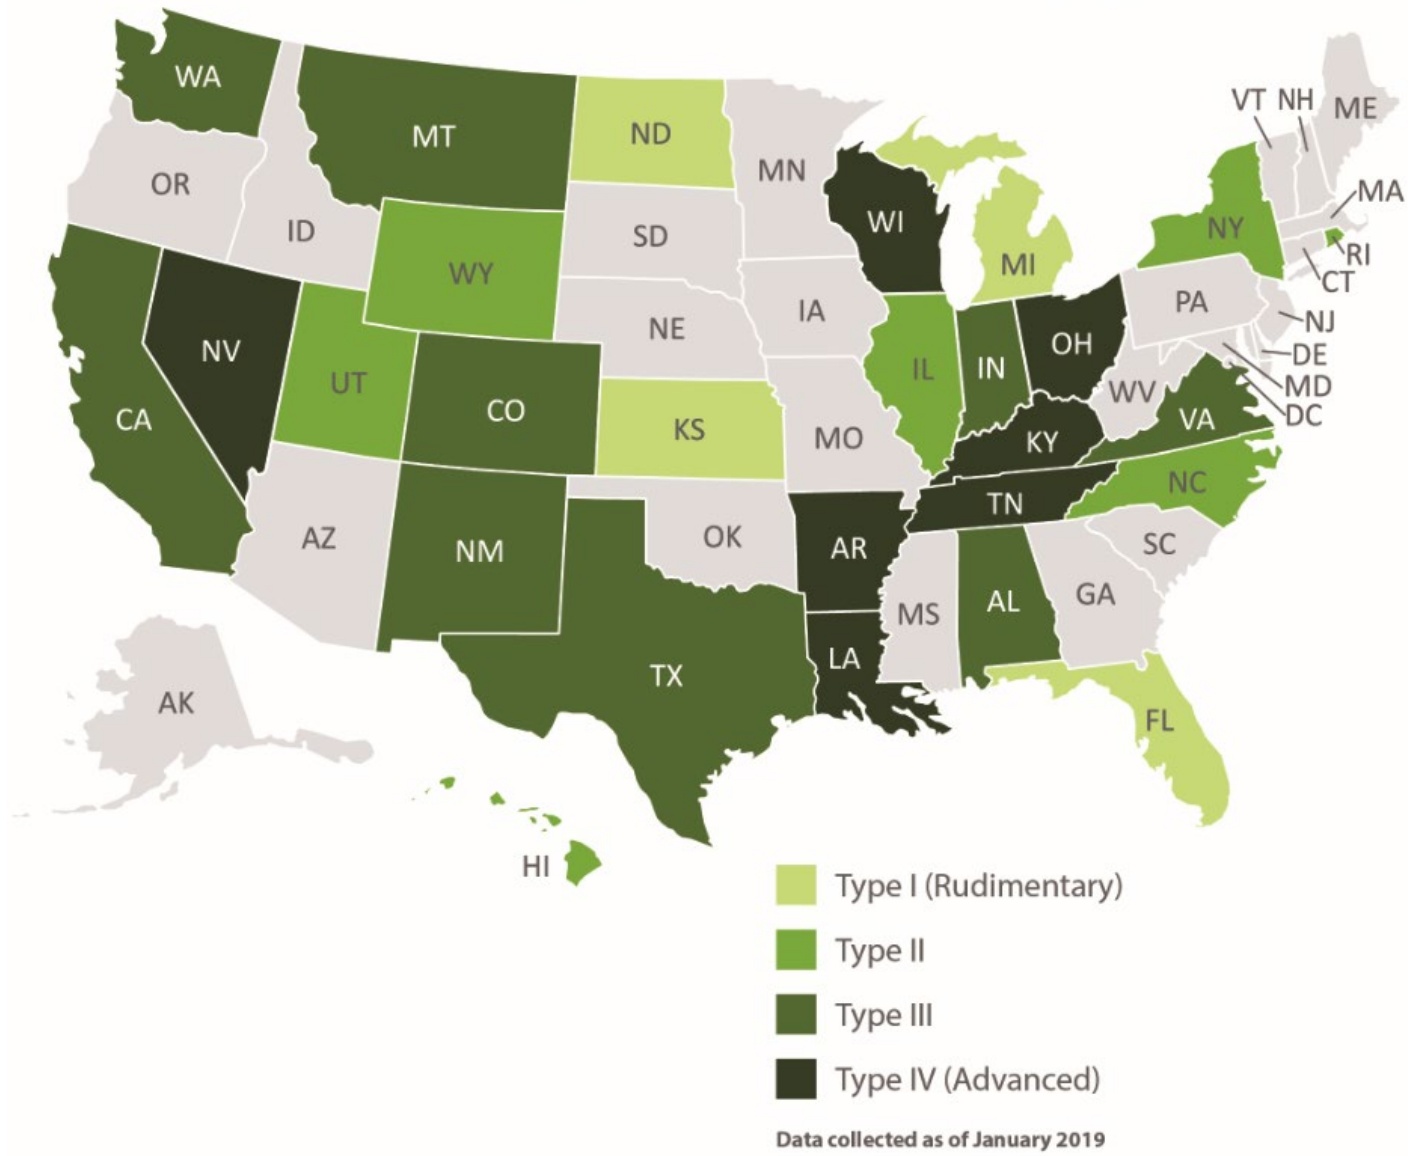 WA
MT
ND
MN
VT NH
ME
OR
ID
SD
WI
MI
NY
MA
RI
CT
WY
NE
IA
PA
NJ
DE
MD
DC
NV
UT
CO
KS
MO
IL
IN
OH
WV
VA
KY
CA
AZ
NM
OK
AR
TN
NC
SC
MS
AL
GA
TX
LA
FL
AK
HI
Type I (Rudimentary)
Type II
Type III
Type IV (Advanced)
Data collected as of January 2019